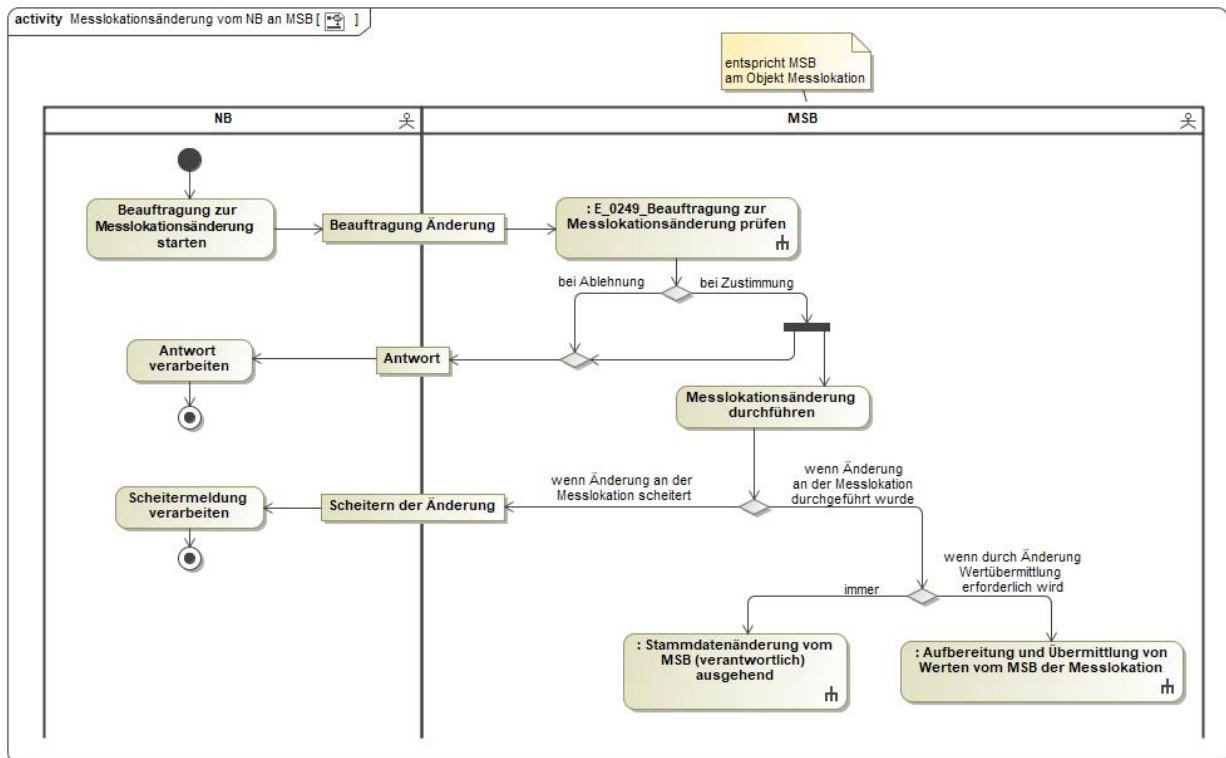 activity Messlokationsänderung vom NB an MSB [ ]
entspricht MSB
am Objekt Messlokation
NB
MSB
Beauftragung zur
Messlokationsänderung
starten
Beauftragung Änderung
: E_0249_Beauftragung zur
Messlokationsänderung prüfen
bei Ablehnung
bei Zustimmung
Antwort
verarbeiten
Antwort
Messlokationsänderung
durchführen
wenn Änderung an der
Messlokation scheitert
wenn Änderung
an der Messlokation
durchgeführt wurde
Scheitermeldung
verarbeiten
Scheitern der Änderung
immer
wenn durch Änderung
Wertübermittlung
erforderlich wird
: Stammdatenänderung vom
MSB (verantwortlich)
ausgehend
: Aufbereitung und Übermittlung von
Werten vom MSB der Messlokation